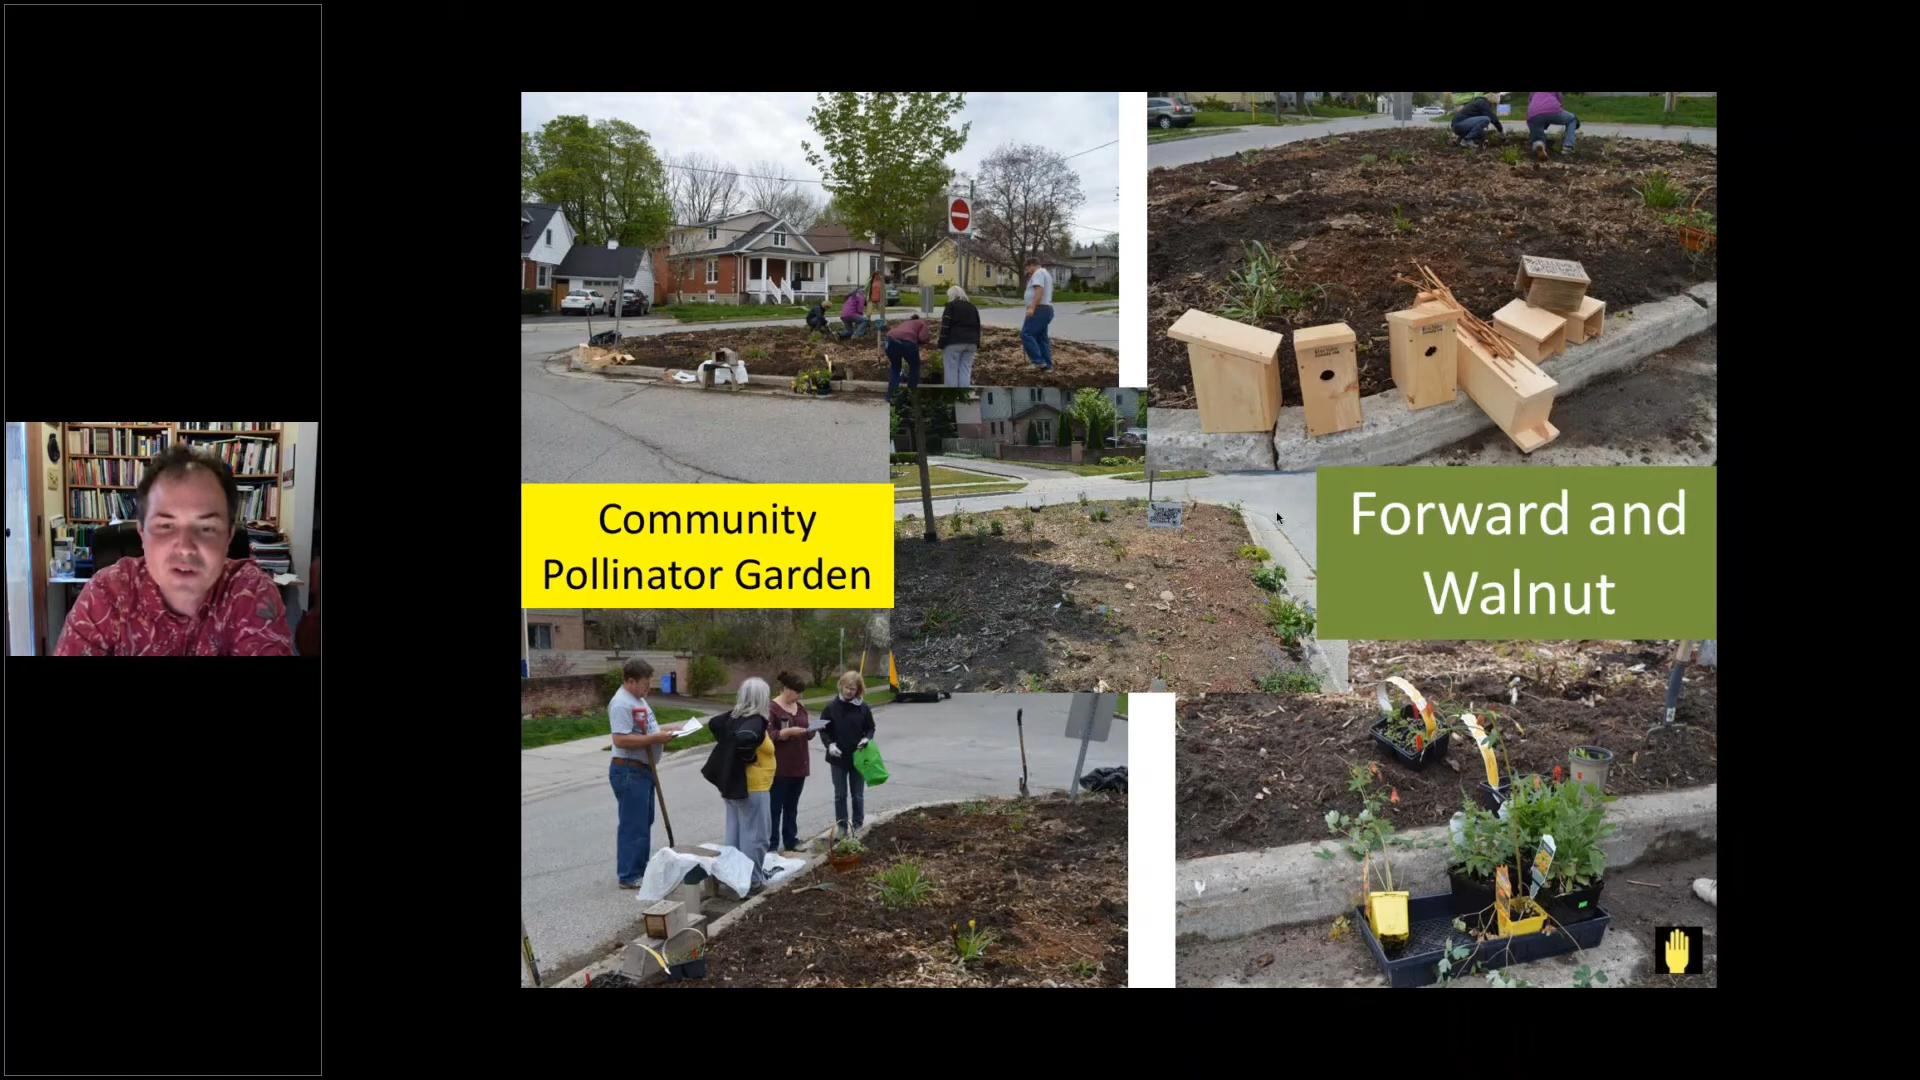 Community
Pollinator Garden
Forward and
Walnut